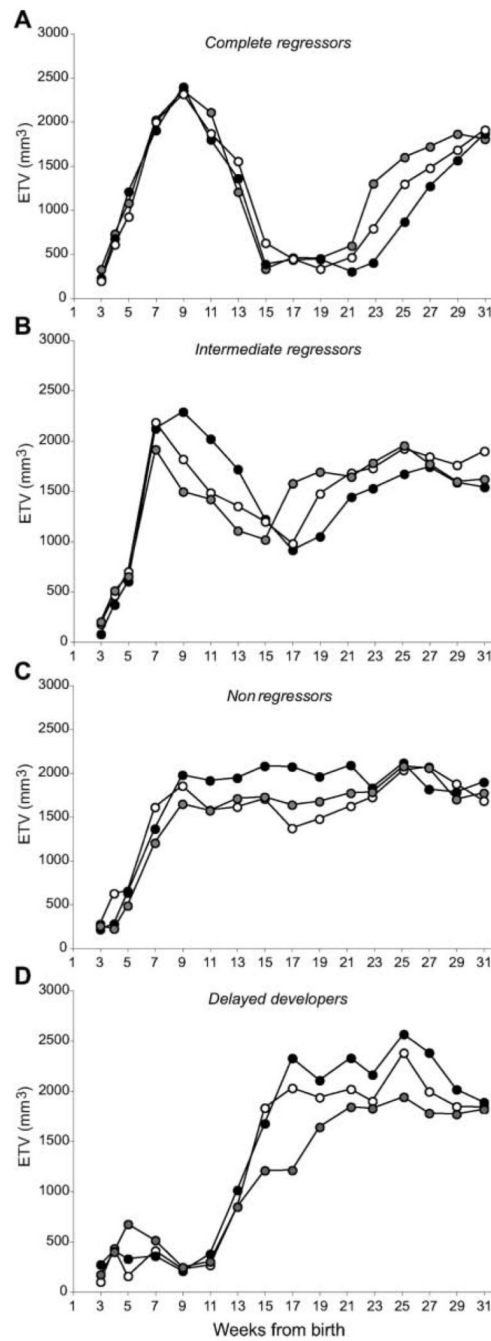 A
Complete regressors
3000
2500
2000
1500
1000
500
0
ETV (mm³)
1 3 5 7 9 11 13 15 17 19 21 23 25 27 29 31
B
Intermediate regressors
3000
2500
2000
1500
1000
500
0
ETV (mm³)
1 3 5 7 9 11 13 15 17 19 21 23 25 27 29 31
C
Non regressors
3000
2500
2000
1500
1000
500
0
ETV (mm³)
1 3 5 7 9 11 13 15 17 19 21 23 25 27 29 31
D
Delayed developers
3000
2500
2000
1500
1000
500
0
ETV (mm³)
1 3 5 7 9 11 13 15 17 19 21 23 25 27 29 31
Weeks from birth